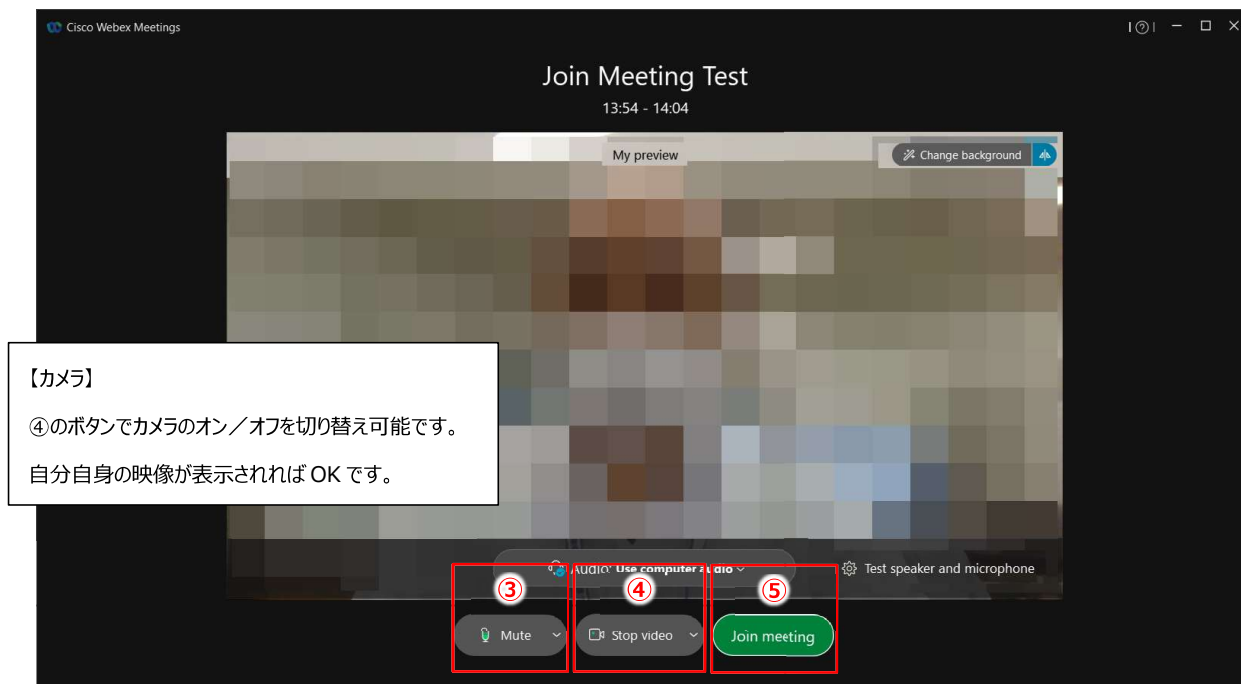 Cisco Webex Meetings
Join Meeting Test
13:54 - 14:04
My preview
Change background
【カメラ】
④のボタンでカメラのオン／オフを切り替え可能です。
自分自身の映像が表示されれば OK です。
Audio: Use computer audio
Test speaker and microphone
③ ④ ⑤
Mute
Stop video
Join meeting